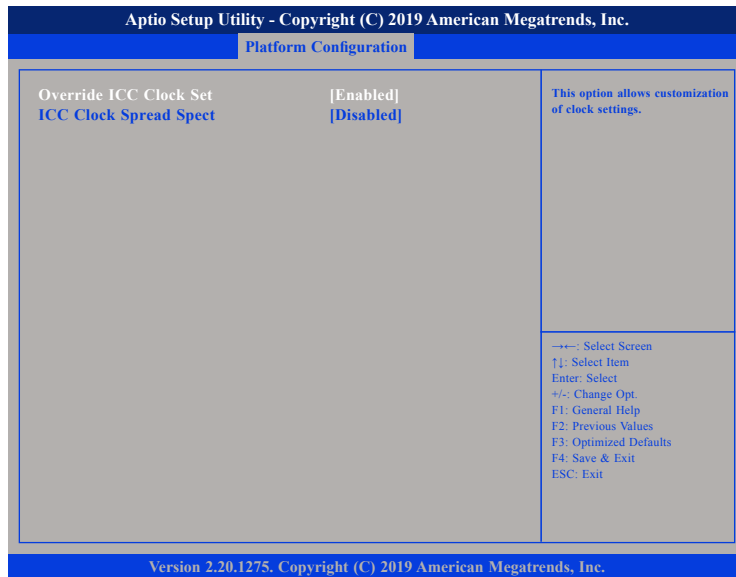 Aptio Setup Utility - Copyright (C) 2019 American Megatrends, Inc.
Platform Configuration
Override ICC Clock Set [Enabled]
ICC Clock Spread Spect [Disabled]
This option allows customization
of clock settings.
→←: Select Screen
↑↓: Select Item
Enter: Select
+/-: Change Opt.
F1: General Help
F2: Previous Values
F3: Optimized Defaults
F4: Save & Exit
ESC: Exit
Version 2.20.1275. Copyright (C) 2019 American Megatrends, Inc.